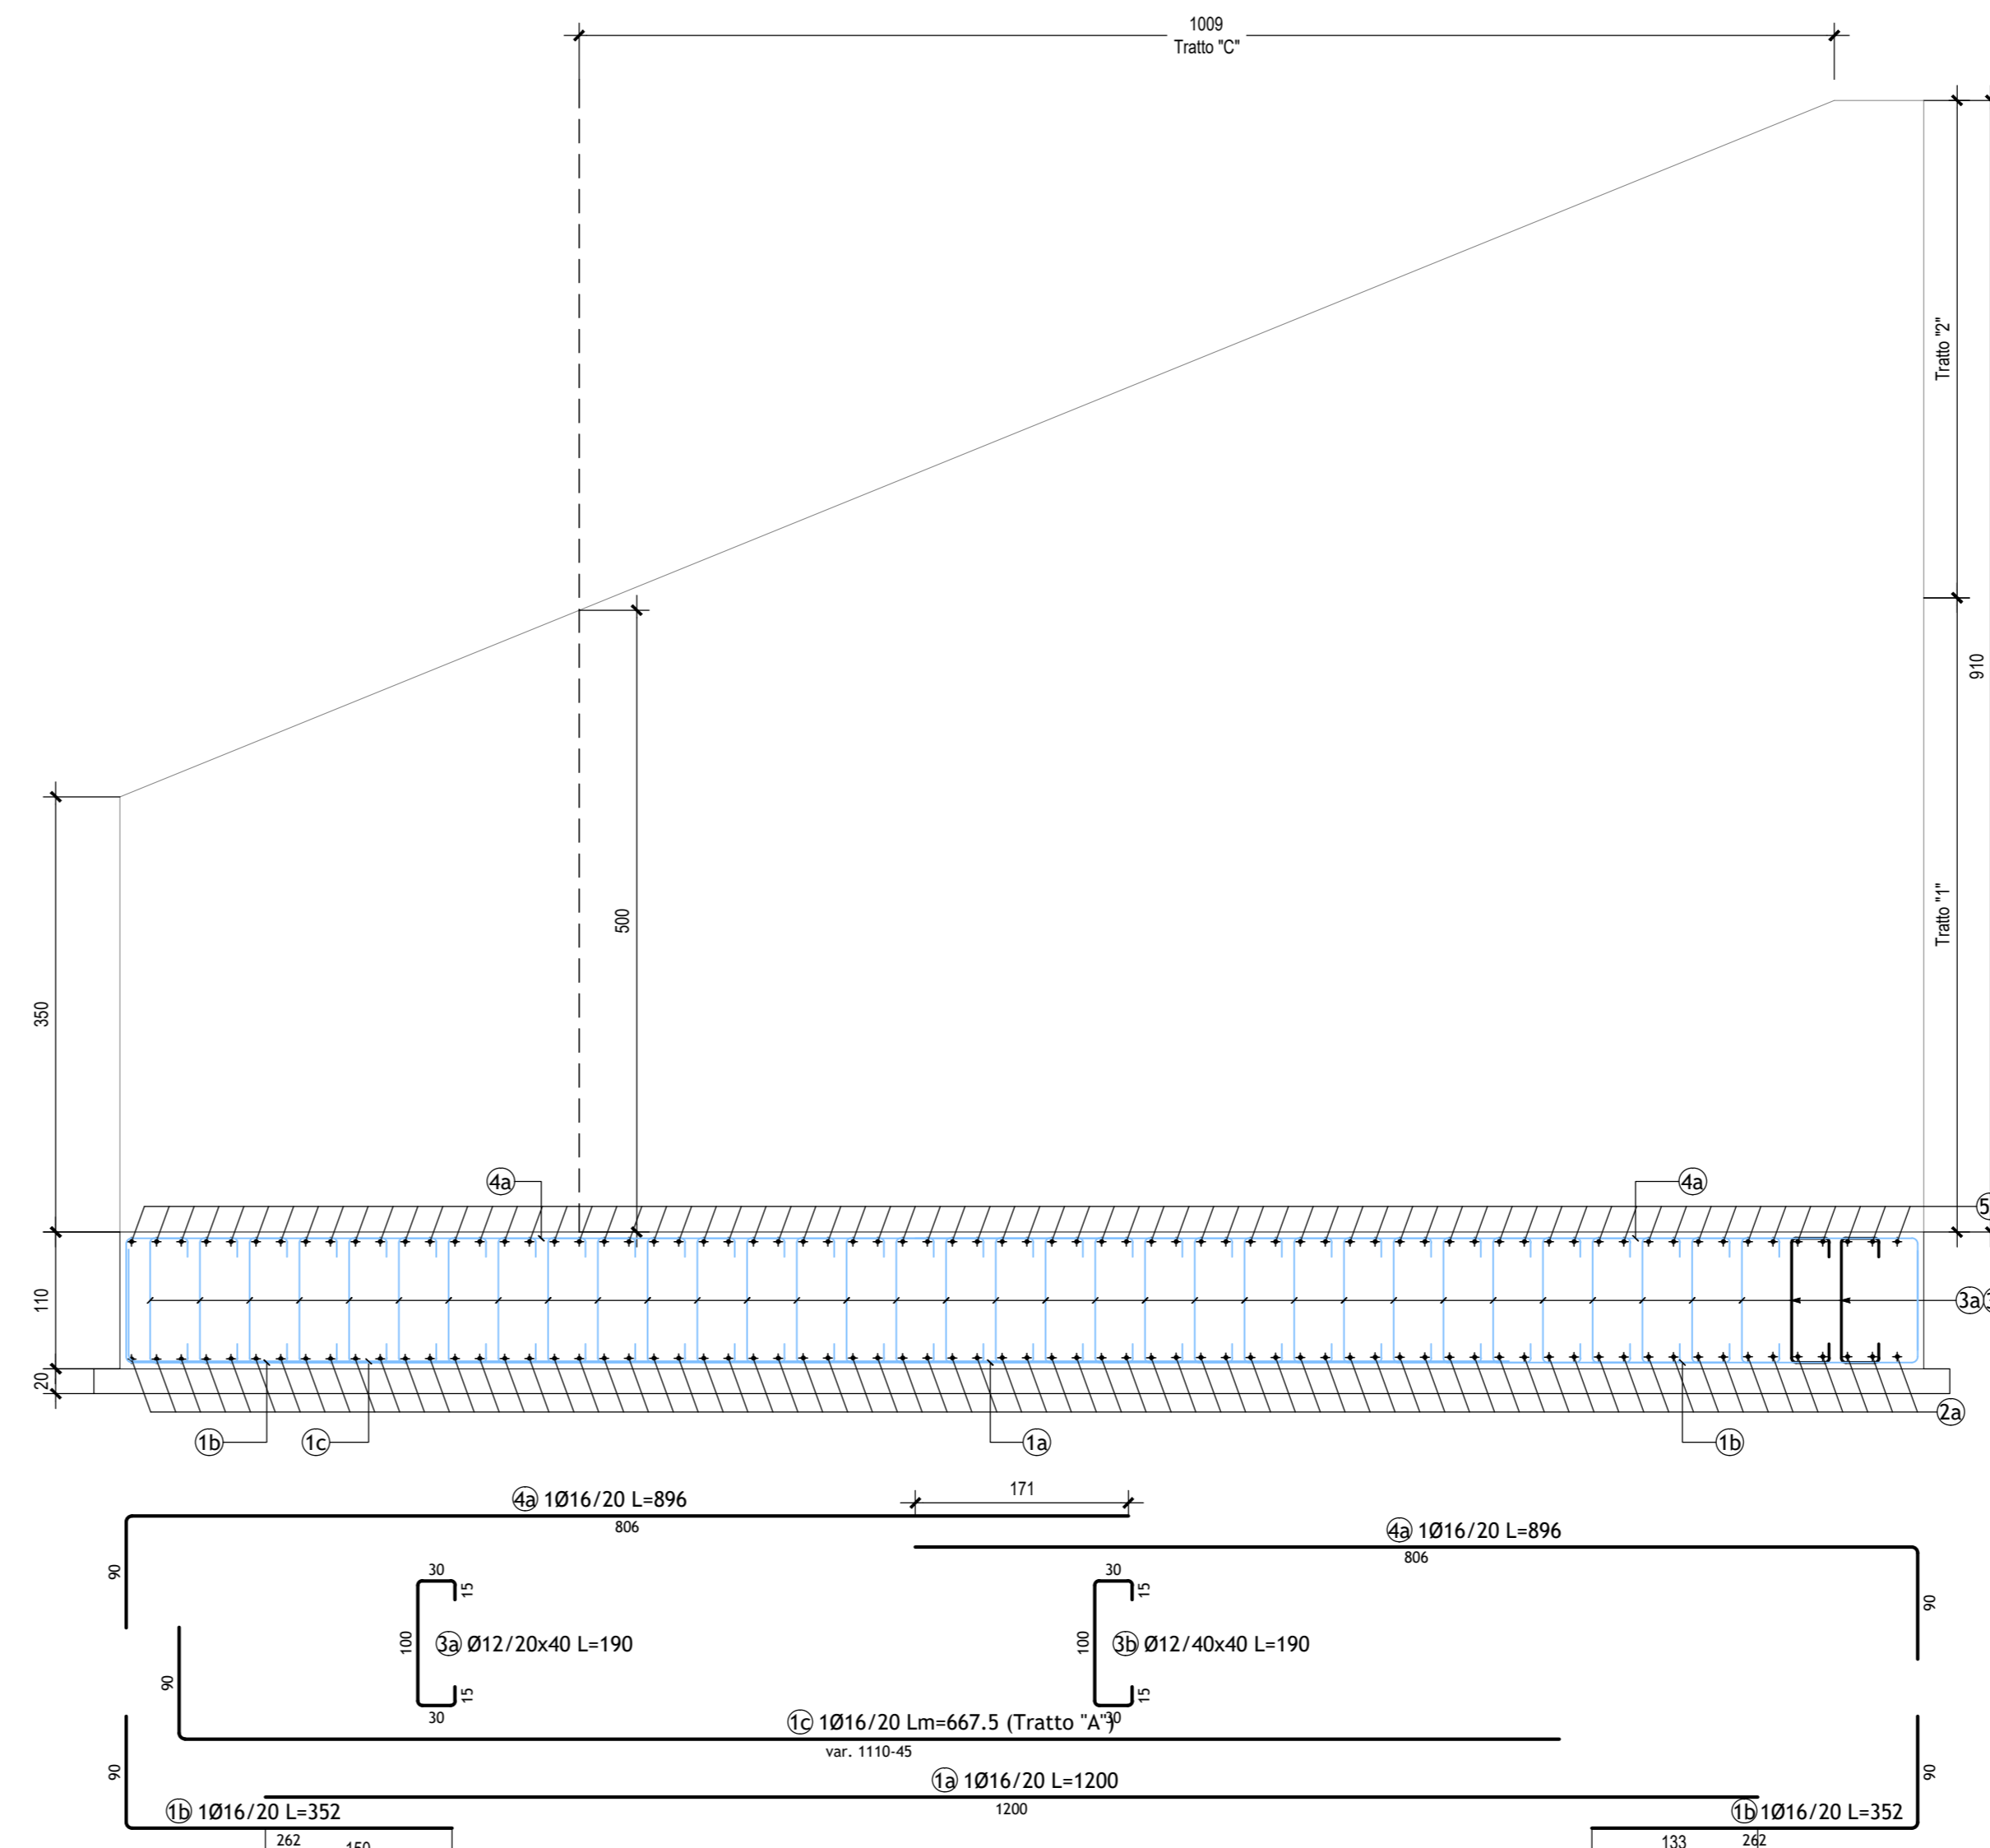 1009
Tratto "C"
Tratto "2"
910
500
Tratto "1"
350
4a
4a
5
110
3a
20
2a
1b
1c
1a
1b
171
4a 1Ø16/20 L=896
806
4a 1Ø16/20 L=896
806
90
30
15
30
15
90
100
3a Ø12/20x40 L=190
100
3b Ø12/40x40 L=190
90
15
30
15
30
1c 1Ø16/20 Lm=667.5 (Tratto "A")
var. 1110-45
90
90
1a 1Ø16/20 L=1200
1200
1b 1Ø16/20 L=352
1b 1Ø16/20 L=352
262
150
133
262